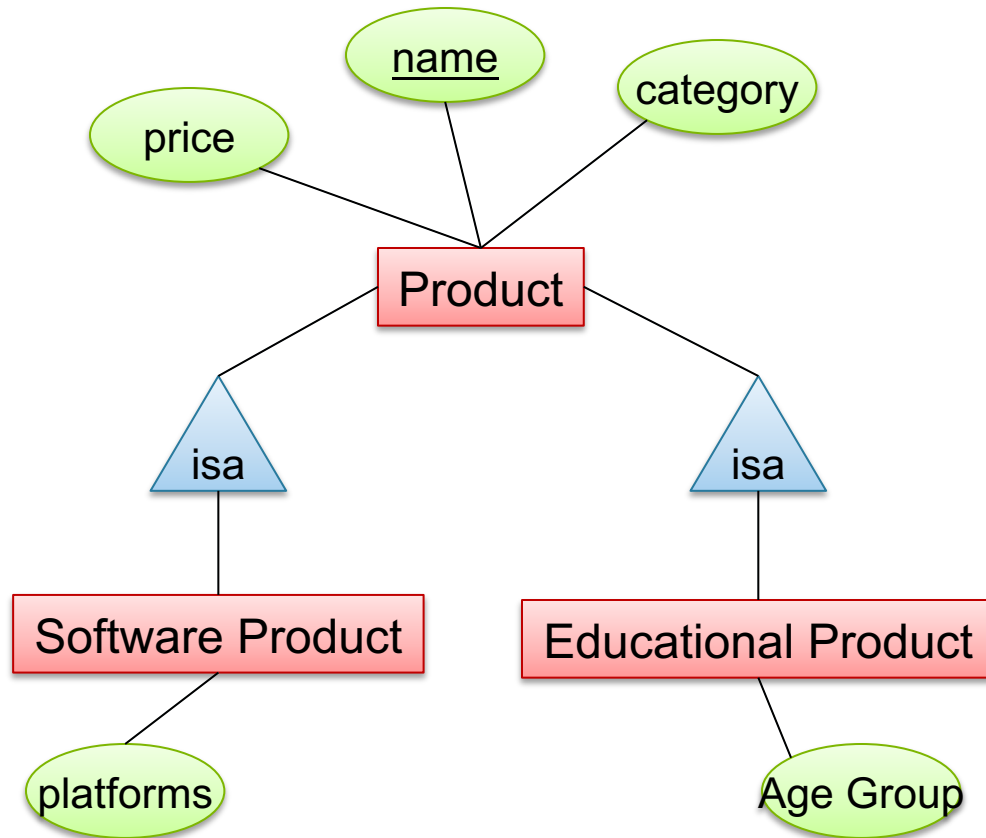 name
category
price
Product
isa
isa
Software Product
Educational Product
platforms
Age Group